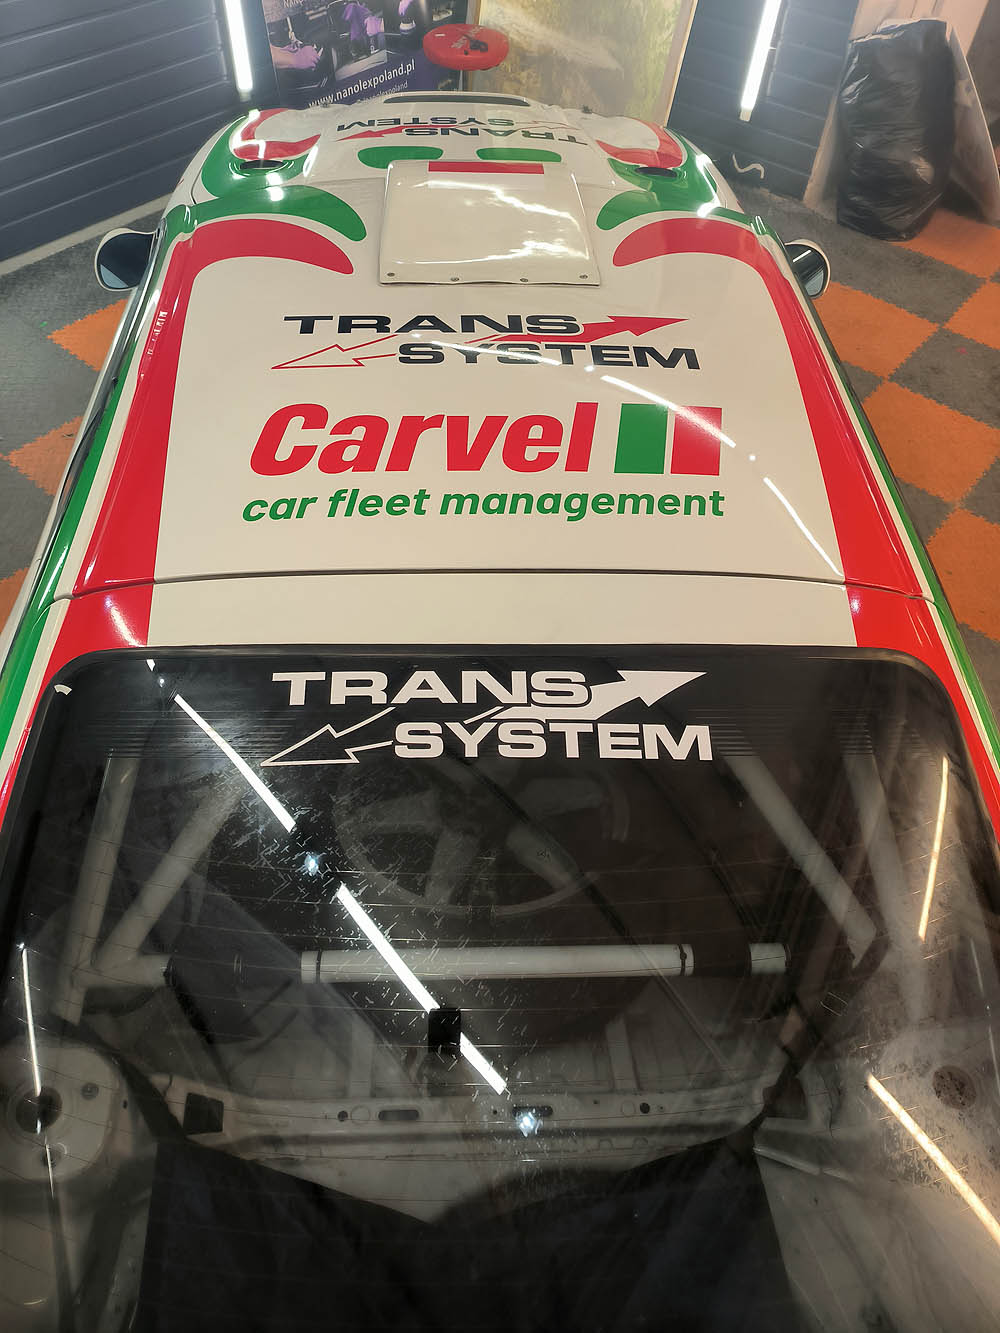 www.nanolexpoland.pl
TRANS
SYSTEM
TRANS
SYSTEM
Carvel
car fleet management
TRANS
SYSTEM